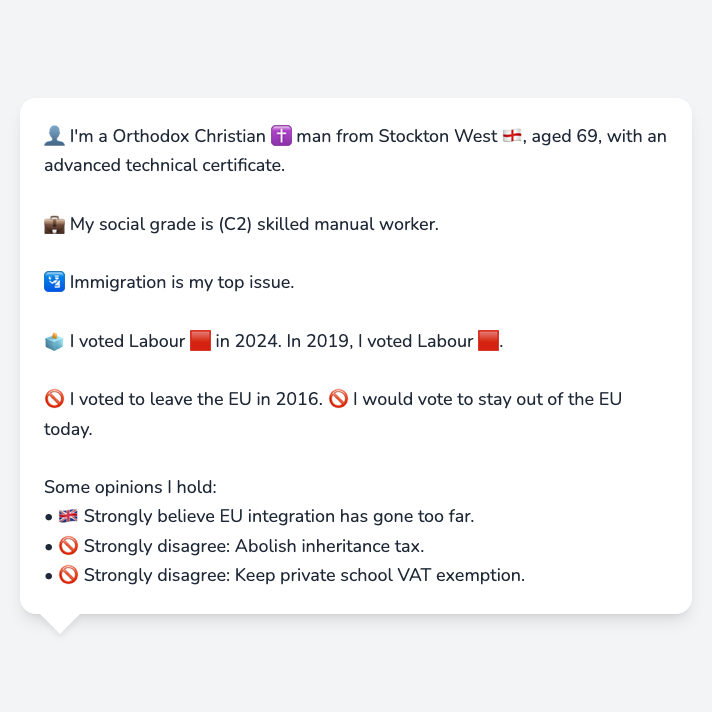 👤 I'm a Orthodox Christian ✝️ man from Stockton West 🏴󠁧󠁢󠁥󠁮󠁧󠁿, aged 69, with an
advanced technical certificate.
💼 My social grade is (C2) skilled manual worker.
🛂 Immigration is my top issue.
🗳️ I voted Labour 🟥 in 2024. In 2019, I voted Labour 🟥.
🚫 I voted to leave the EU in 2016. 🚫 I would vote to stay out of the EU
today.
Some opinions I hold:
• 🇬🇧 Strongly believe EU integration has gone too far.
• 🚫 Strongly disagree: Abolish inheritance tax.
• 🚫 Strongly disagree: Keep private school VAT exemption.